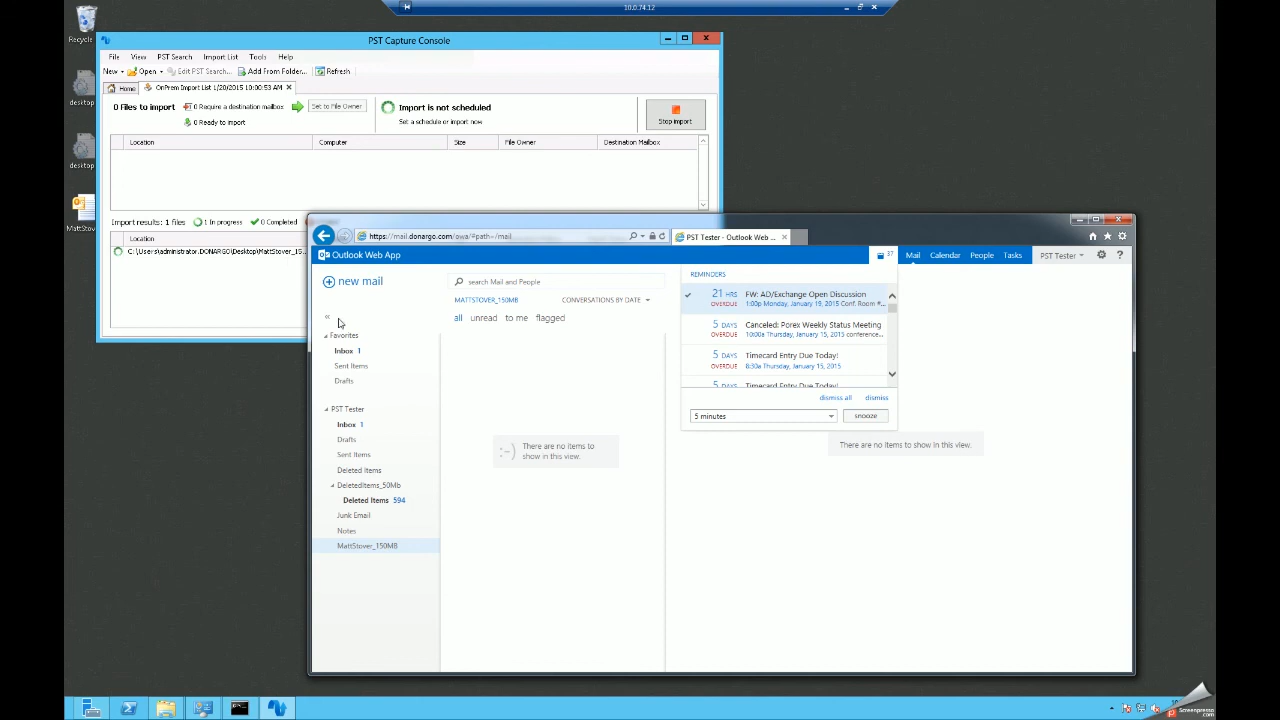 10.0.74.12
Recycle
desktop
desktop
MattS
PST Capture Console
File View PST Search Import List Tools Help
New Open Edit PST Search... Add From Folder... Refresh
Home OnPrem Import List 1/20/2015 10:00:53 AM
0 Files to import 0 Require a destination mailbox Set to File Owner Import is not scheduled
0 Ready to import Set a schedule or import now Stop import
Location Computer Size File Owner Destination Mailbox
Import results: 1 files 1 In progress 0 Completed
Location
C:\Users\administrator.DONARGO\Desktop\MattStover_15...
https://mail.donargo.com/owa/#path=/mail PST Tester - Outlook Web ...
Outlook Web App 37 Mail Calendar People Tasks PST Tester ?
new mail
search Mail and People
MATTSTOVER_150MB CONVERSATIONS BY DATE
all unread to me flagged
Favorites
Inbox 1
Sent Items
Drafts
PST Tester
Inbox 1
Drafts
Sent Items
Deleted Items
DeletedItems_50Mb
Deleted Items 594
Junk Email
Notes
MattStover_150MB
There are no items to
show in this view.
REMINDERS
21 HRS FW: AD/Exchange Open Discussion
OVERDUE 1:00p Monday, January 19, 2015 Conf. Room #...
5 DAYS Canceled: Porex Weekly Status Meeting
OVERDUE 10:00a Thursday, January 15, 2015 conference...
5 DAYS Timecard Entry Due Today!
OVERDUE 8:30a Thursday, January 15, 2015
5 DAYS Timecard Entry Due Today!
dismiss all dismiss
5 minutes snooze
There are no items to show in this view.
Screenpresso
.com